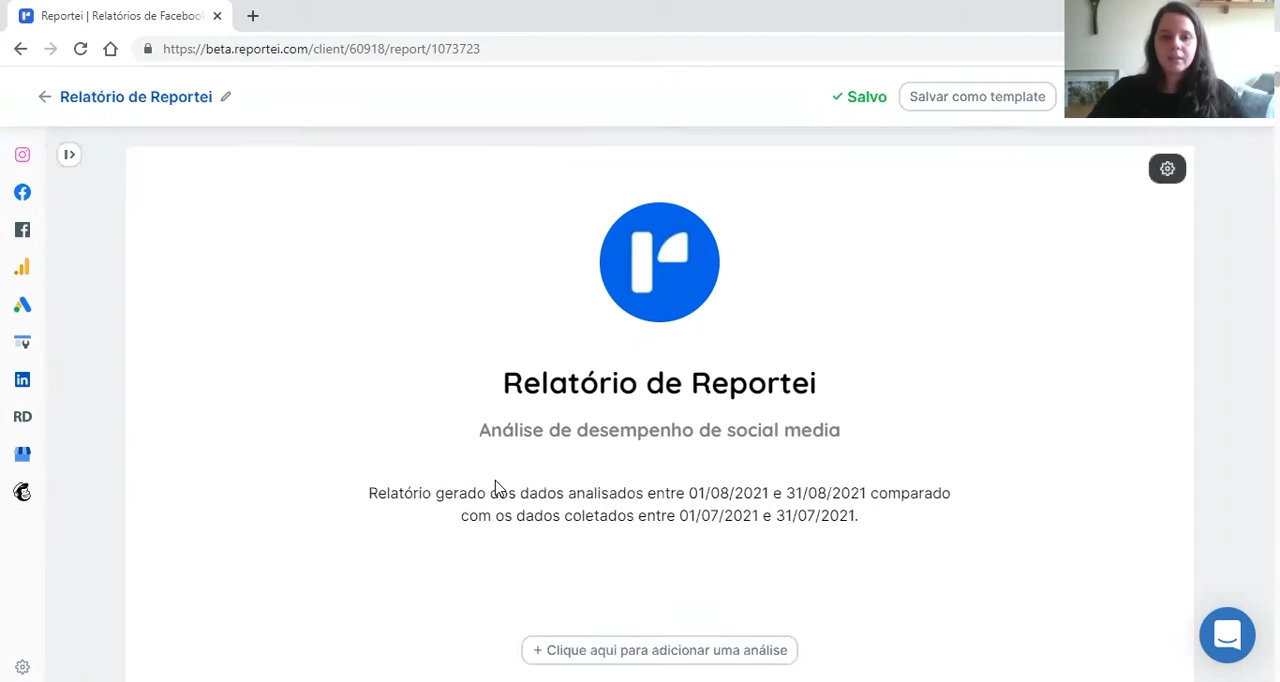 Reportei | Relatórios de Facebook
https://beta.reportei.com/client/60918/report/1073723
Relatório de Reportei
Salvo
Salvar como template
Relatório de Reportei
Análise de desempenho de social media
Relatório gerado dos dados analisados entre 01/08/2021 e 31/08/2021 comparado
com os dados coletados entre 01/07/2021 e 31/07/2021.
RD
+ Clique aqui para adicionar uma análise